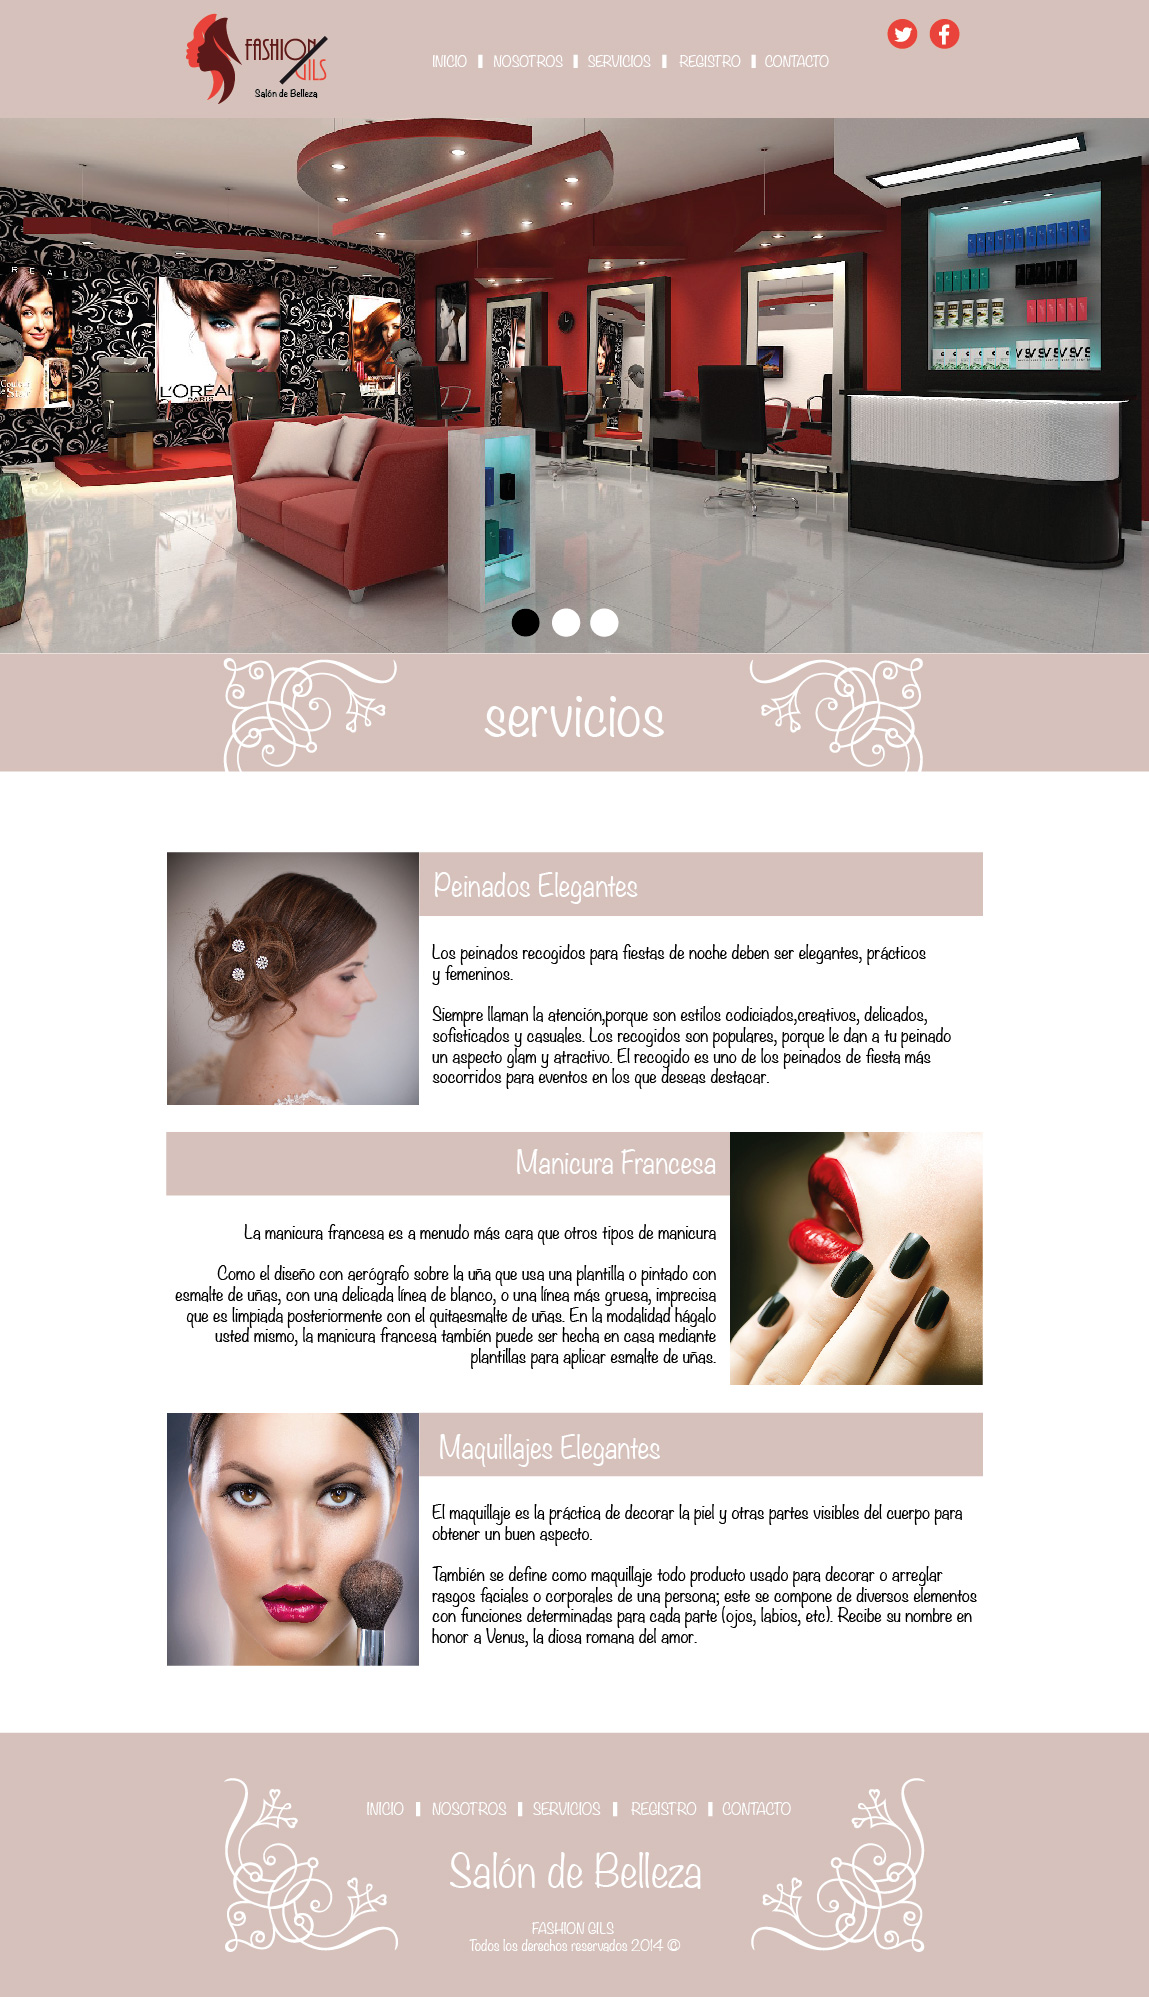 FASHION
GILS
Salón de Belleza
INICIO
NOSOTROS
SERVICIOS
REGISTRO
CONTACTO
R E A L
L'ORÉAL
PARIS
servicios
Peinados Elegantes
Los peinados recogidos para fiestas de noche deben ser elegantes, prácticos
y femeninos.
Siempre llaman la atención,porque son estilos codiciados,creativos, delicados,
sofisticados y casuales. Los recogidos son populares, porque le dan a tu peinado
un aspecto glam y atractivo. El recogido es uno de los peinados de fiesta más
socorridos para eventos en los que deseas destacar.
Manicura Francesa
La manicura francesa es a menudo más cara que otros tipos de manicura
Como el diseño con aerógrafo sobre la uña que usa una plantilla o pintado con
esmalte de uñas, con una delicada línea de blanco, o una línea más gruesa, imprecisa
que es limpiada posteriormente con el quitaesmalte de uñas. En la modalidad hágalo
usted mismo, la manicura francesa también puede ser hecha en casa mediante
plantillas para aplicar esmalte de uñas.
Maquillajes Elegantes
El maquillaje es la práctica de decorar la piel y otras partes visibles del cuerpo para
obtener un buen aspecto.
También se define como maquillaje todo producto usado para decorar o arreglar
rasgos faciales o corporales de una persona; este se compone de diversos elementos
con funciones determinadas para cada parte (ojos, labios, etc). Recibe su nombre en
honor a Venus, la diosa romana del amor.
INICIO
NOSOTROS
SERVICIOS
REGISTRO
CONTACTO
Salón de Belleza
FASHION GILS
Todos los derechos reservados 2014 ©